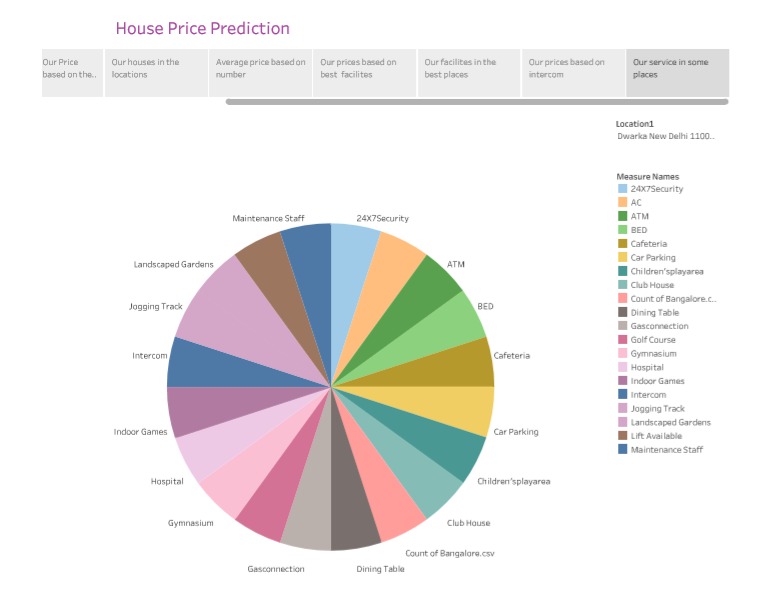 House Price Prediction
Our Price
based on the..
Our houses in the
locations
Average price based on
number
Our prices based on
best facilites
Our facilites in the
best places
Our prices based on
intercom
Our service in some
places
Location1
Dwarka New Delhi 1100..
Measure Names
24X7Security
AC
ATM
BED
Cafeteria
Car Parking
Children'splayarea
Club House
Count of Bangalore.c..
Dining Table
Gasconnection
Golf Course
Gymnasium
Hospital
Indoor Games
Intercom
Jogging Track
Landscaped Gardens
Lift Available
Maintenance Staff
Maintenance Staff
24X7Security
Landscaped Gardens
ATM
Jogging Track
BED
Intercom
Cafeteria
Indoor Games
Car Parking
Hospital
Children'splayarea
Gymnasium
Club House
Count of Bangalore.csv
Gasconnection
Dining Table